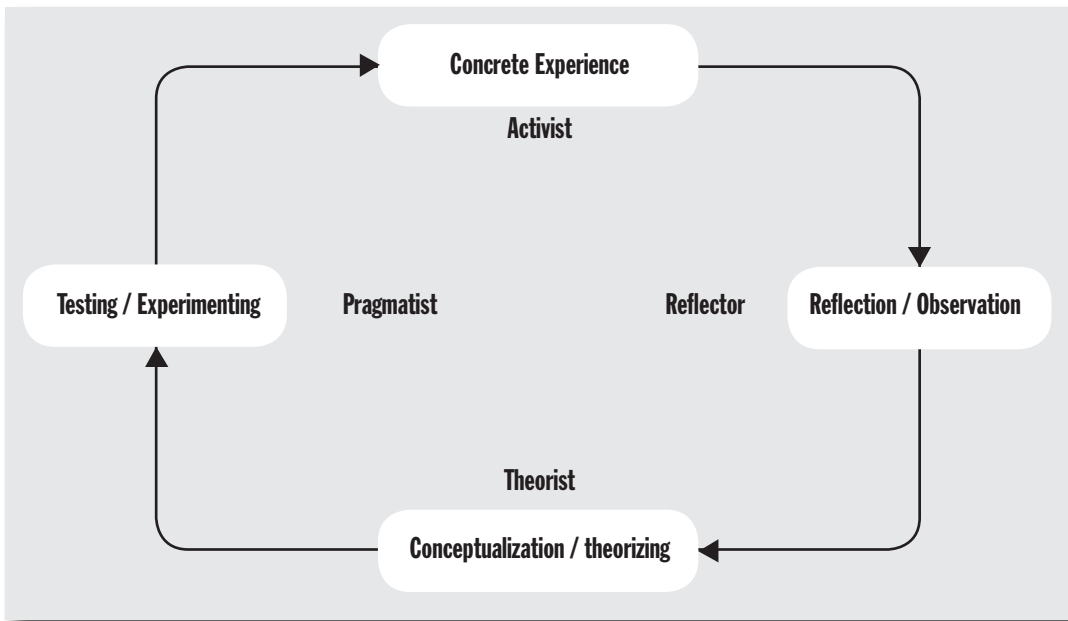 Concrete Experience
Activist
Testing / Experimenting
Pragmatist
Reflector
Reflection / Observation
Theorist
Conceptualization / theorizing